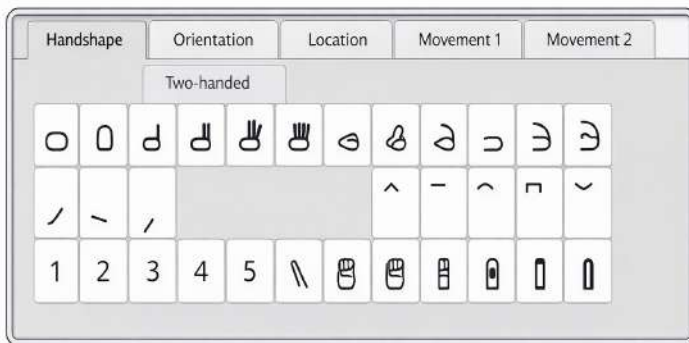 Handshape Orientation Location Movement 1 Movement 2
Two-handed
1 2 3 4 5